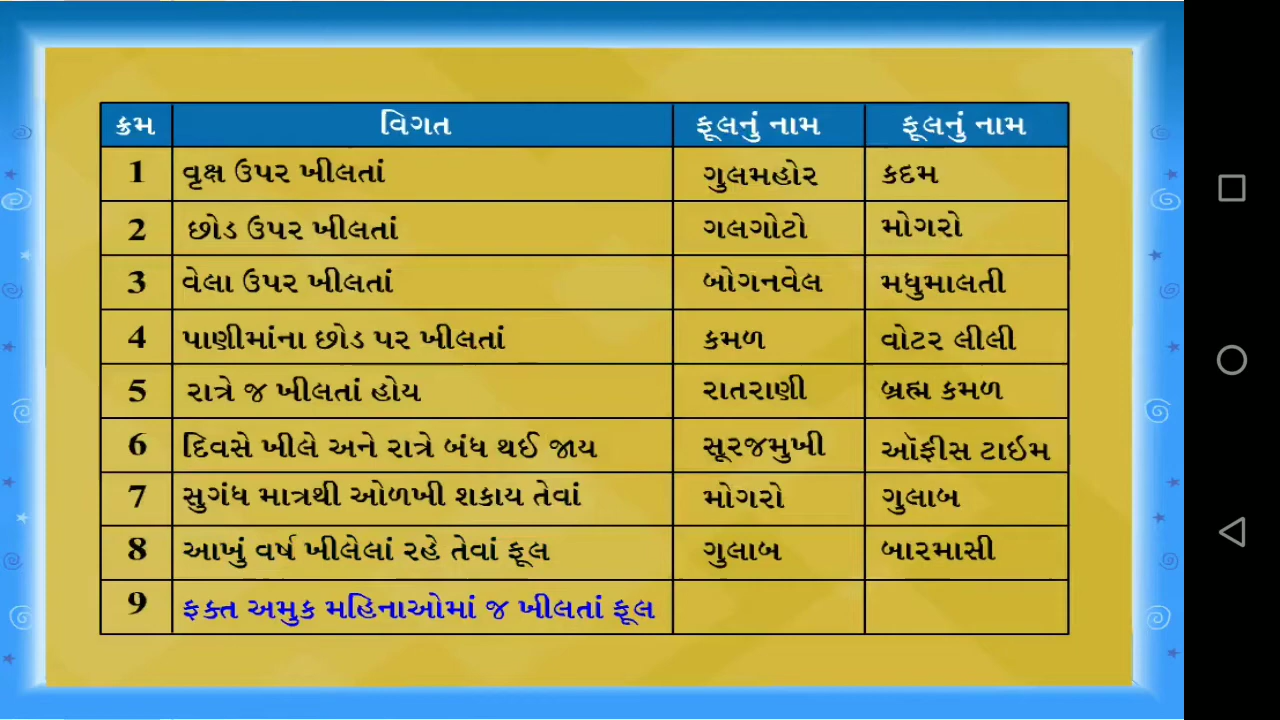 ક્રમ વિગત ફૂલનું નામ ફૂલનું નામ
1 વૃક્ષ ઉપર ખીલતાં ગુલમહોર કદમ
2 છોડ ઉપર ખીલતાં ગલગોટો મોગરો
3 વેલા ઉપર ખીલતાં બોગનવેલ મધુમાલતી
4 પાણીમાંના છોડ પર ખીલતાં કમળ વોટર લીલી
5 રાત્રે જ ખીલતાં હોય રાતરાણી બ્રહ્મ કમળ
6 દિવસે ખીલે અને રાત્રે બંધ થઈ જાય સૂરજમુખી ઑફીસ ટાઇમ
7 સુગંધ માત્રથી ઓળખી શકાય તેવાં મોગરો ગુલાબ
8 આખું વર્ષ ખીલેલાં રહે તેવાં ફૂલ ગુલાબ બારમાસી
9 ફક્ત અમુક મહિનાઓમાં જ ખીલતાં ફૂલ